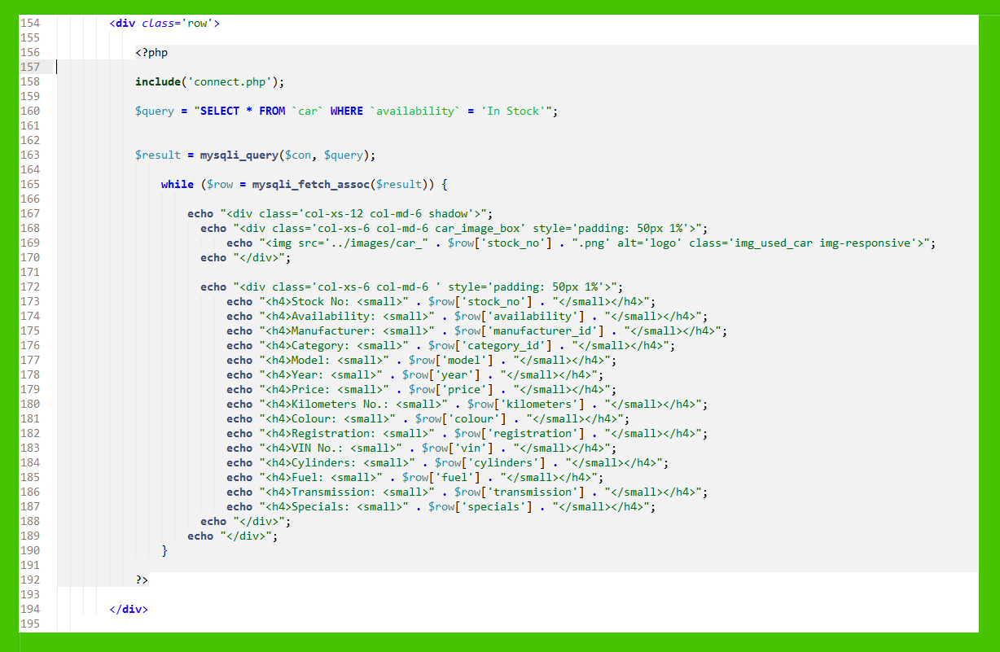 154 <div class='row'>
155
156 <?php
157
158 include('connect.php');
159
160 $query = "SELECT * FROM `car` WHERE `availability` = 'In Stock'";
161
162
163 $result = mysqli_query($con, $query);
164
165 while ($row = mysqli_fetch_assoc($result)) {
166
167 echo "<div class='col-xs-12 col-md-6 shadow'>";
168 echo "<div class='col-xs-6 col-md-6 car_image_box' style='padding: 50px 1%'>";
169 echo "<img src='../images/car_" . $row['stock_no'] . ".png' alt='logo' class='img_used_car img-responsive'>";
170 echo "</div>";
171
172 echo "<div class='col-xs-6 col-md-6 ' style='padding: 50px 1%'>";
173 echo "<h4>Stock No: <small>" . $row['stock_no'] . "</small></h4>";
174 echo "<h4>Availability: <small>" . $row['availability'] . "</small></h4>";
175 echo "<h4>Manufacturer: <small>" . $row['manufacturer_id'] . "</small></h4>";
176 echo "<h4>Category: <small>" . $row['category_id'] . "</small></h4>";
177 echo "<h4>Model: <small>" . $row['model'] . "</small></h4>";
178 echo "<h4>Year: <small>" . $row['year'] . "</small></h4>";
179 echo "<h4>Price: <small>" . $row['price'] . "</small></h4>";
180 echo "<h4>Kilometers No.: <small>" . $row['kilometers'] . "</small></h4>";
181 echo "<h4>Colour: <small>" . $row['colour'] . "</small></h4>";
182 echo "<h4>Registration: <small>" . $row['registration'] . "</small></h4>";
183 echo "<h4>VIN No.: <small>" . $row['vin'] . "</small></h4>";
184 echo "<h4>Cylinders: <small>" . $row['cylinders'] . "</small></h4>";
185 echo "<h4>Fuel: <small>" . $row['fuel'] . "</small></h4>";
186 echo "<h4>Transmission: <small>" . $row['transmission'] . "</small></h4>";
187 echo "<h4>Specials: <small>" . $row['specials'] . "</small></h4>";
188 echo "</div>";
189 echo "</div>";
190 }
191
192 ?>
193
194 </div>
195